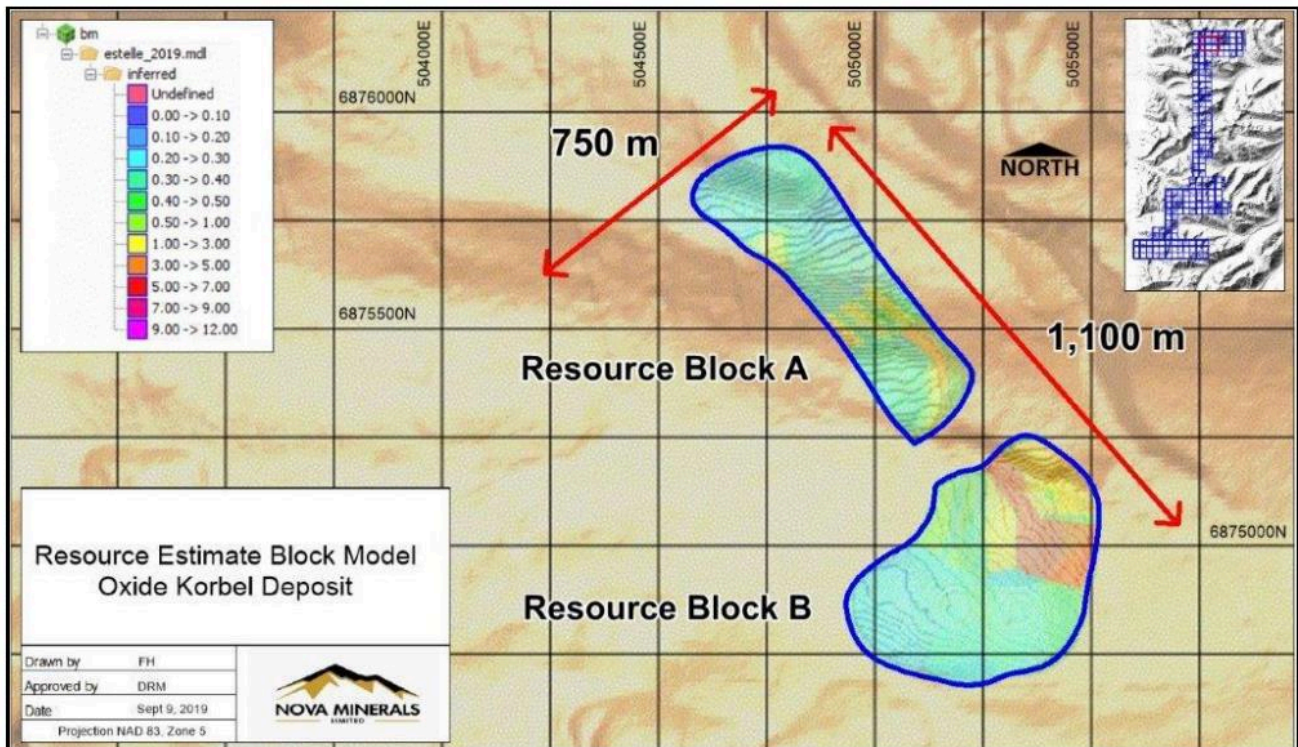 bm
estelle_2019.mdl
inferred
Undefined
0.00 -> 0.10
0.10 -> 0.20
0.20 -> 0.30
0.30 -> 0.40
0.40 -> 0.50
0.50 -> 1.00
1.00 -> 3.00
3.00 -> 5.00
5.00 -> 7.00
7.00 -> 9.00
9.00 -> 12.00
504000E
504500E
505000E
505500E
6876000N
750 m
NORTH
6875500N
1,100 m
Resource Block A
6875000N
Resource Block B
Resource Estimate Block Model
Oxide Korbel Deposit
Drawn by FH
Approved by DRM
Date Sept 9, 2019
Projection NAD 83, Zone 5
NOVA MINERALS
LIMITED